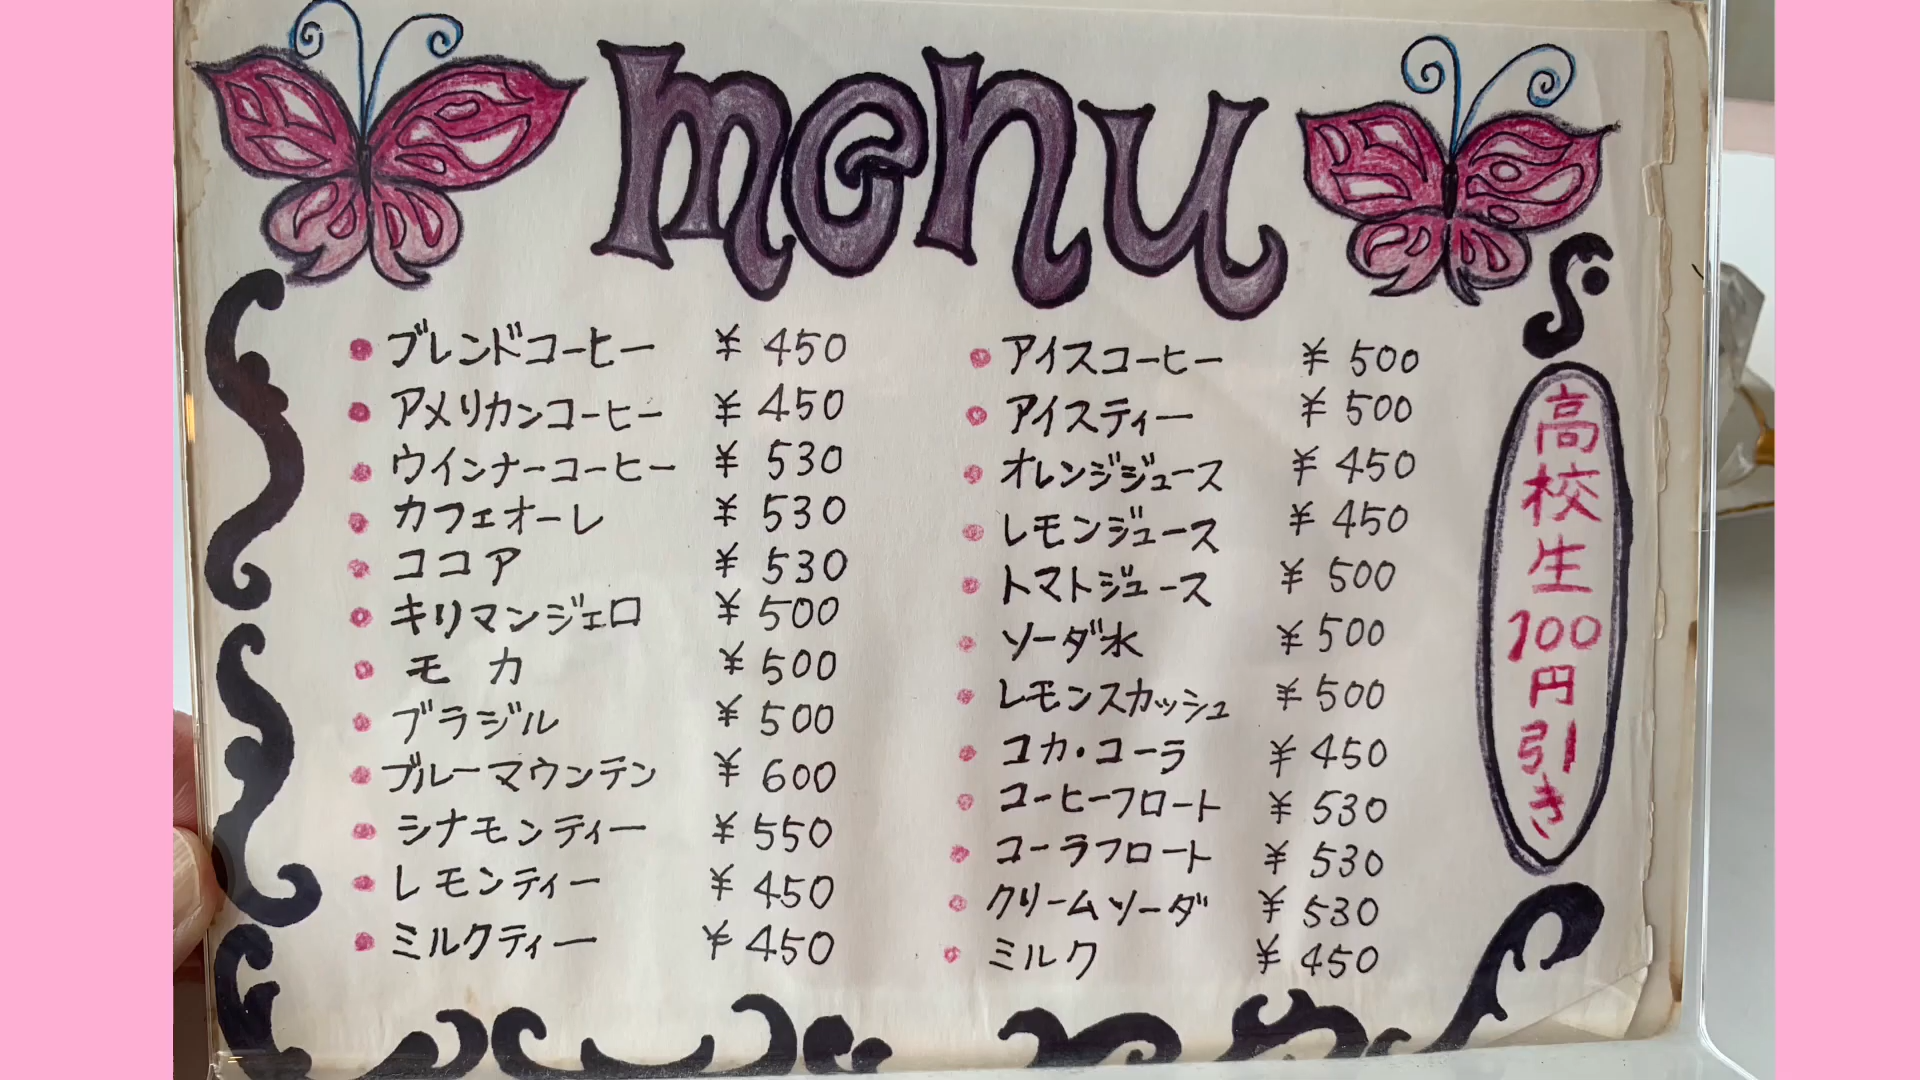 menu
・ブレンドコーヒー ¥450
・アメリカンコーヒー ¥450
・ウインナーコーヒー ¥530
・カフェオーレ ¥530
・ココア ¥530
・キリマンジェロ ¥500
・モカ ¥500
・ブラジル ¥500
・ブルーマウンテン ¥600
・シナモンティー ¥550
・レモンティー ¥450
・ミルクティー ¥450
・アイスコーヒー ¥500
・アイスティー ¥500
・オレンジジュース ¥450
・レモンジュース ¥450
・トマトジュース ¥500
・ソーダ水 ¥500
・レモンスカッシュ ¥500
・コカ・コーラ ¥450
・コーヒーフロート ¥530
・コーラフロート ¥530
・クリームソーダ ¥530
・ミルク ¥450
高校生100円引き